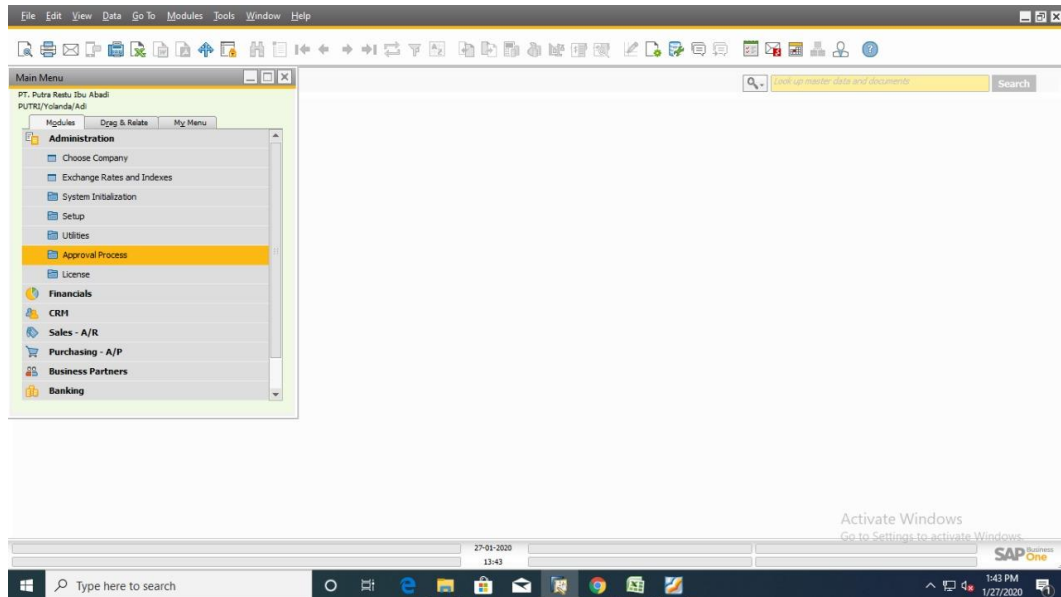 File Edit View Data Go To Modules Tools Window Help
Main Menu
Look up master data and documents
Search
PT. Putra Restu Ibu Abadi
PUTRI/Yolanda/Adi
Modules Drag & Relate My Menu
Administration
Choose Company
Exchange Rates and Indexes
System Initialization
Setup
Utilities
Approval Process
License
Financials
CRM
Sales - A/R
Purchasing - A/P
Business Partners
Banking
Activate Windows
Go to Settings to activate Windows.
27-01-2020
13:43
SAP Business One
Type here to search
1:43 PM
1/27/2020